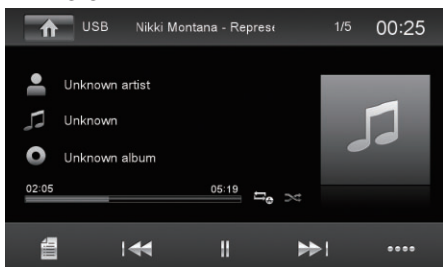 USB Nikki Montana - Represe 1/5 00:25
Unknown artist
Unknown
Unknown album
02:05 05:19